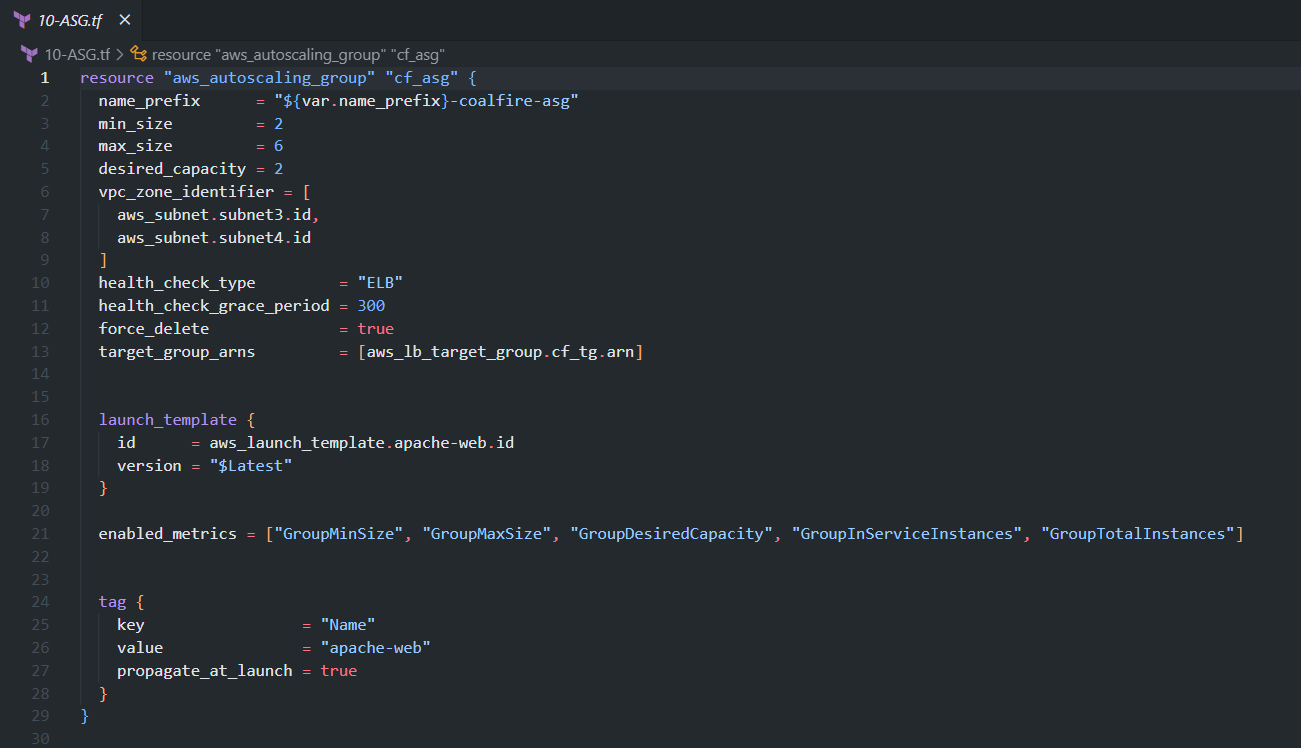 10-ASG.tf ×
10-ASG.tf > resource "aws_autoscaling_group" "cf_asg"
1 resource "aws_autoscaling_group" "cf_asg" {
2   name_prefix      = "${var.name_prefix}-coalfire-asg"
3   min_size         = 2
4   max_size         = 6
5   desired_capacity = 2
6   vpc_zone_identifier = [
7     aws_subnet.subnet3.id,
8     aws_subnet.subnet4.id
9   ]
10   health_check_type         = "ELB"
11   health_check_grace_period = 300
12   force_delete              = true
13   target_group_arns         = [aws_lb_target_group.cf_tg.arn]
14
15
16   launch_template {
17     id      = aws_launch_template.apache-web.id
18     version = "$Latest"
19   }
20
21   enabled_metrics = ["GroupMinSize", "GroupMaxSize", "GroupDesiredCapacity", "GroupInServiceInstances", "GroupTotalInstances"]
22
23
24   tag {
25     key                 = "Name"
26     value               = "apache-web"
27     propagate_at_launch = true
28   }
29 }
30